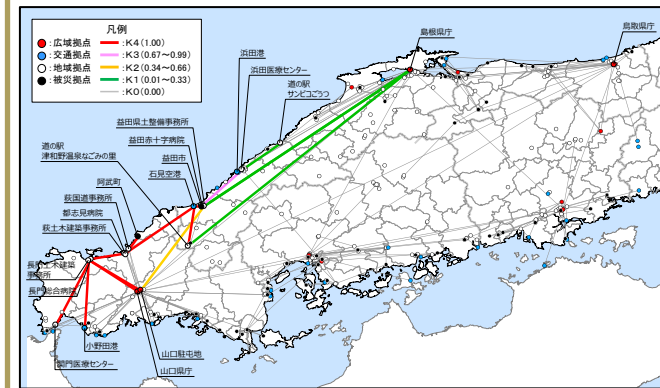 凡例
：広域拠点
：交通拠点
：地域拠点
：被災拠点
：K4（1.00）
：K3（0.67～0.99）
：K2（0.34～0.66）
：K1（0.01～0.33）
：K0（0.00）
島根県庁
鳥取県庁
浜田港
浜田医療センター
道の駅
サンピコごうつ
益田県土整備事務所
益田赤十字病院
益田市
石見空港
道の駅
津和野温泉なごみの里
阿武町
萩国道事務所
都志見病院
萩土木建築事務所
長門土木建築
事務所
長門総合病院
小野田港
関門医療センター
山口駐屯地
山口県庁